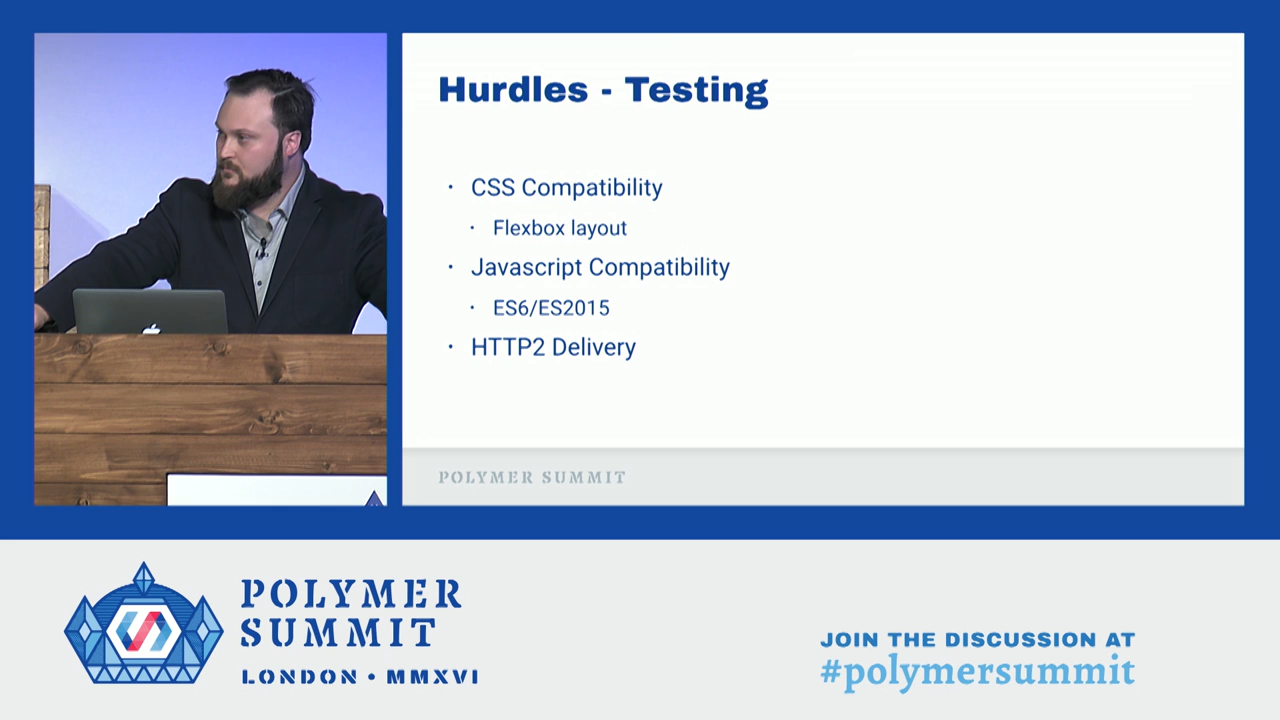 Hurdles - Testing
· CSS Compatibility
· Flexbox layout
· Javascript Compatibility
· ES6/ES2015
· HTTP2 Delivery
POLYMER SUMMIT
POLYMER
SUMMIT
LONDON • MMXVI
JOIN THE DISCUSSION AT
#polymersummit